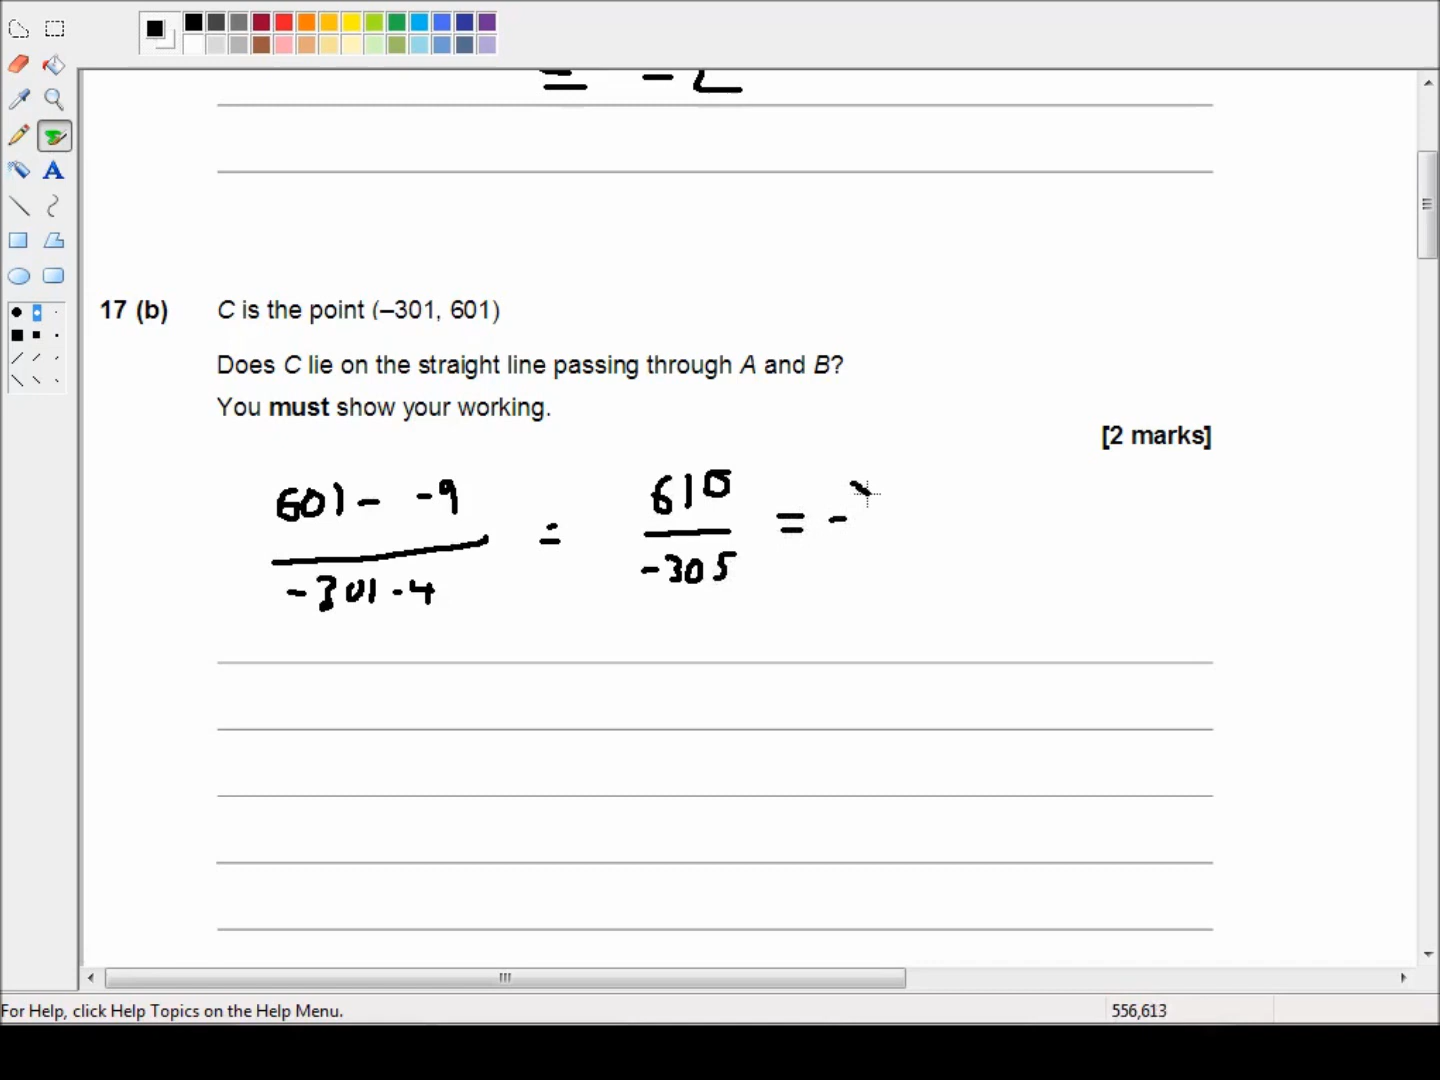 = - 2
17 (b) C is the point (–301, 601)
Does C lie on the straight line passing through A and B?
You must show your working.
[2 marks]
601 - -9 / -301 - 4 = 610 / -305 = -
For Help, click Help Topics on the Help Menu.
556,613